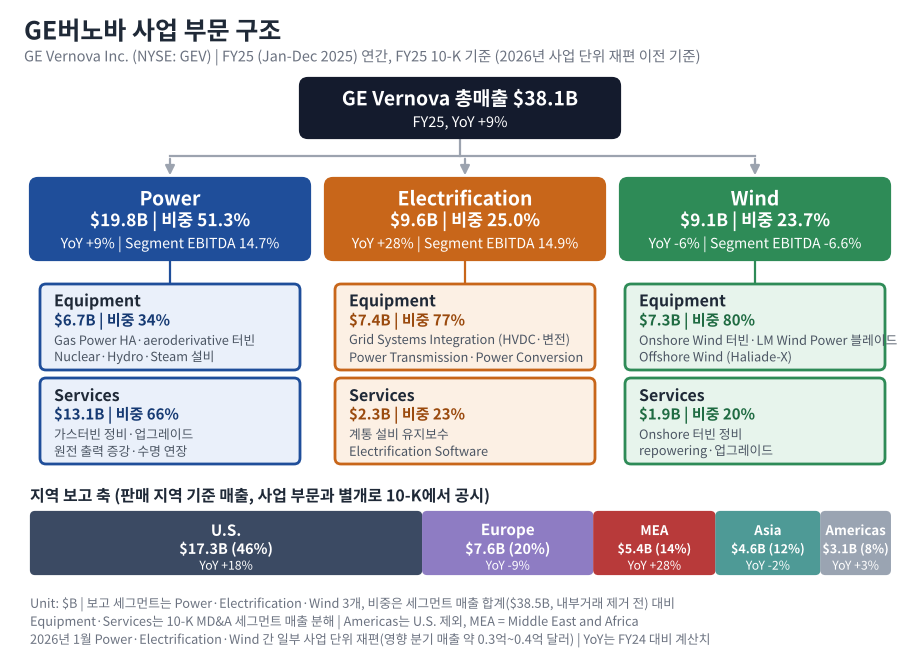 GE버노바 사업 부문 구조
GE Vernova Inc. (NYSE: GEV) | FY25 (Jan-Dec 2025) 연간, FY25 10-K 기준 (2026년 사업 단위 재편 이전 기준)
GE Vernova 총매출 $38.1B
FY25, YoY +9%
Power
$19.8B | 비중 51.3%
YoY +9% | Segment EBITDA 14.7%
Electrification
$9.6B | 비중 25.0%
YoY +28% | Segment EBITDA 14.9%
Wind
$9.1B | 비중 23.7%
YoY -6% | Segment EBITDA -6.6%
Equipment
$6.7B | 비중 34%
Gas Power HA·aeroderivative 터빈
Nuclear·Hydro·Steam 설비
Equipment
$7.4B | 비중 77%
Grid Systems Integration (HVDC·변전)
Power Transmission·Power Conversion
Equipment
$7.3B | 비중 80%
Onshore Wind 터빈·LM Wind Power 블레이드
Offshore Wind (Haliade-X)
Services
$13.1B | 비중 66%
가스터빈 정비·업그레이드
원전 출력 증강·수명 연장
Services
$2.3B | 비중 23%
계통 설비 유지보수
Electrification Software
Services
$1.9B | 비중 20%
Onshore 터빈 정비
repowering·업그레이드
지역 보고 축 (판매 지역 기준 매출, 사업 부문과 별개로 10-K에서 공시)
U.S.
$17.3B (46%)
YoY +18%
Europe
$7.6B (20%)
YoY -9%
MEA
$5.4B (14%)
YoY +28%
Asia
$4.6B (12%)
YoY -2%
Americas
$3.1B (8%)
YoY +3%
Unit: $B | 보고 세그먼트는 Power·Electrification·Wind 3개, 비중은 세그먼트 매출 합계($38.5B, 내부거래 제거 전) 대비
Equipment·Services는 10-K MD&A 세그먼트 매출 분해 | Americas는 U.S. 제외, MEA = Middle East and Africa
2026년 1월 Power·Electrification·Wind 간 일부 사업 단위 재편(영향 분기 매출 약 0.3억~0.4억 달러) | YoY는 FY24 대비 계산치